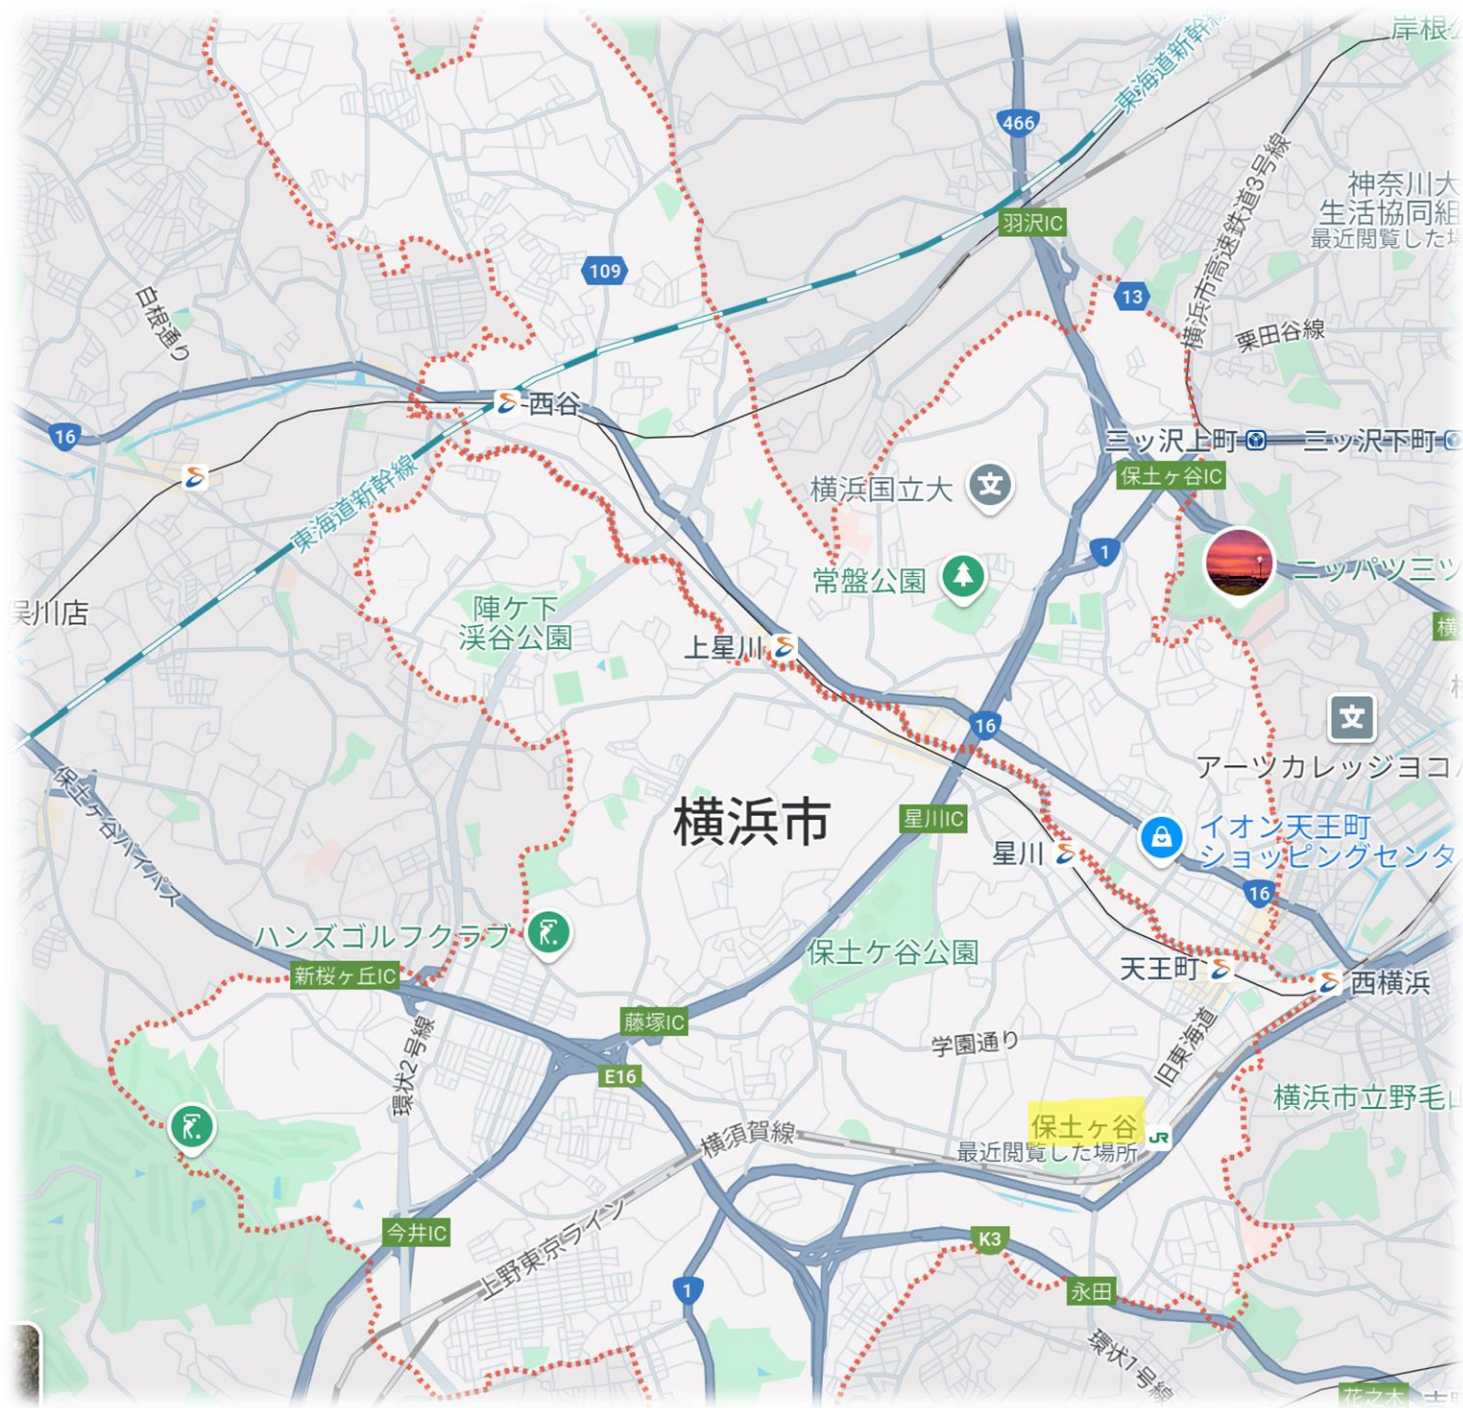 東海道新幹線
岸根
466
神奈川大
生活協同組
最近閲覧した場
羽沢IC
横浜市高速鉄道3号線
109
13
白根通り
栗田谷線
西谷
16
三ッ沢上町
三ッ沢下町
保土ヶ谷IC
東海道新幹線
横浜国立大
文
1
常盤公園
ニッパツ三ツ
陣ケ下
渓谷公園
川店
横
上星川
16
文
アーツカレッジヨコハ
保土ヶ谷バイパス
横浜市
星川IC
イオン天王町
ショッピングセンタ
星川
16
ハンズゴルフクラブ
保土ケ谷公園
新桜ヶ丘IC
天王町
西横浜
藤塚IC
学園通り
旧東海道
環状2号線
E16
横浜市立野毛山
保土ヶ谷
JR
最近閲覧した場所
横須賀線
今井IC
上野東京ライン
K3
1
永田
環状1号線
花之木